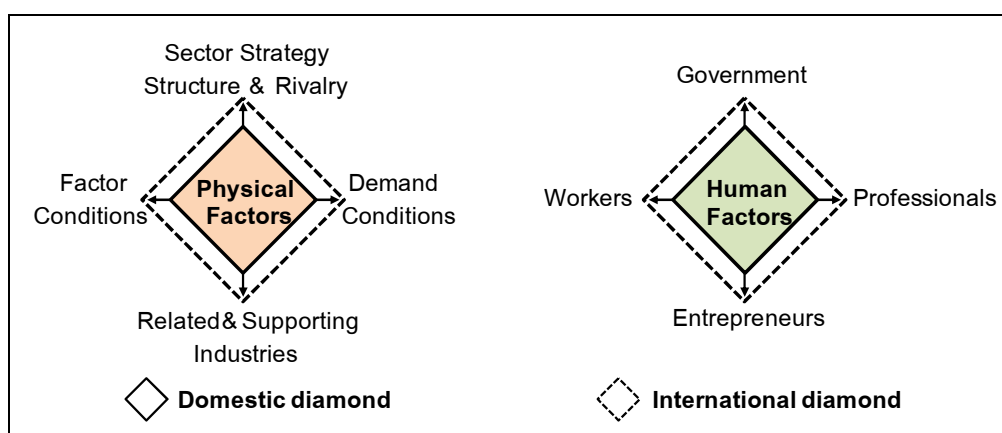 Sector Strategy
Structure & Rivalry
Factor
Conditions
Physical
Factors
Demand
Conditions
Related& Supporting
Industries
Government
Workers
Human
Factors
Professionals
Entrepreneurs
Domestic diamond
International diamond